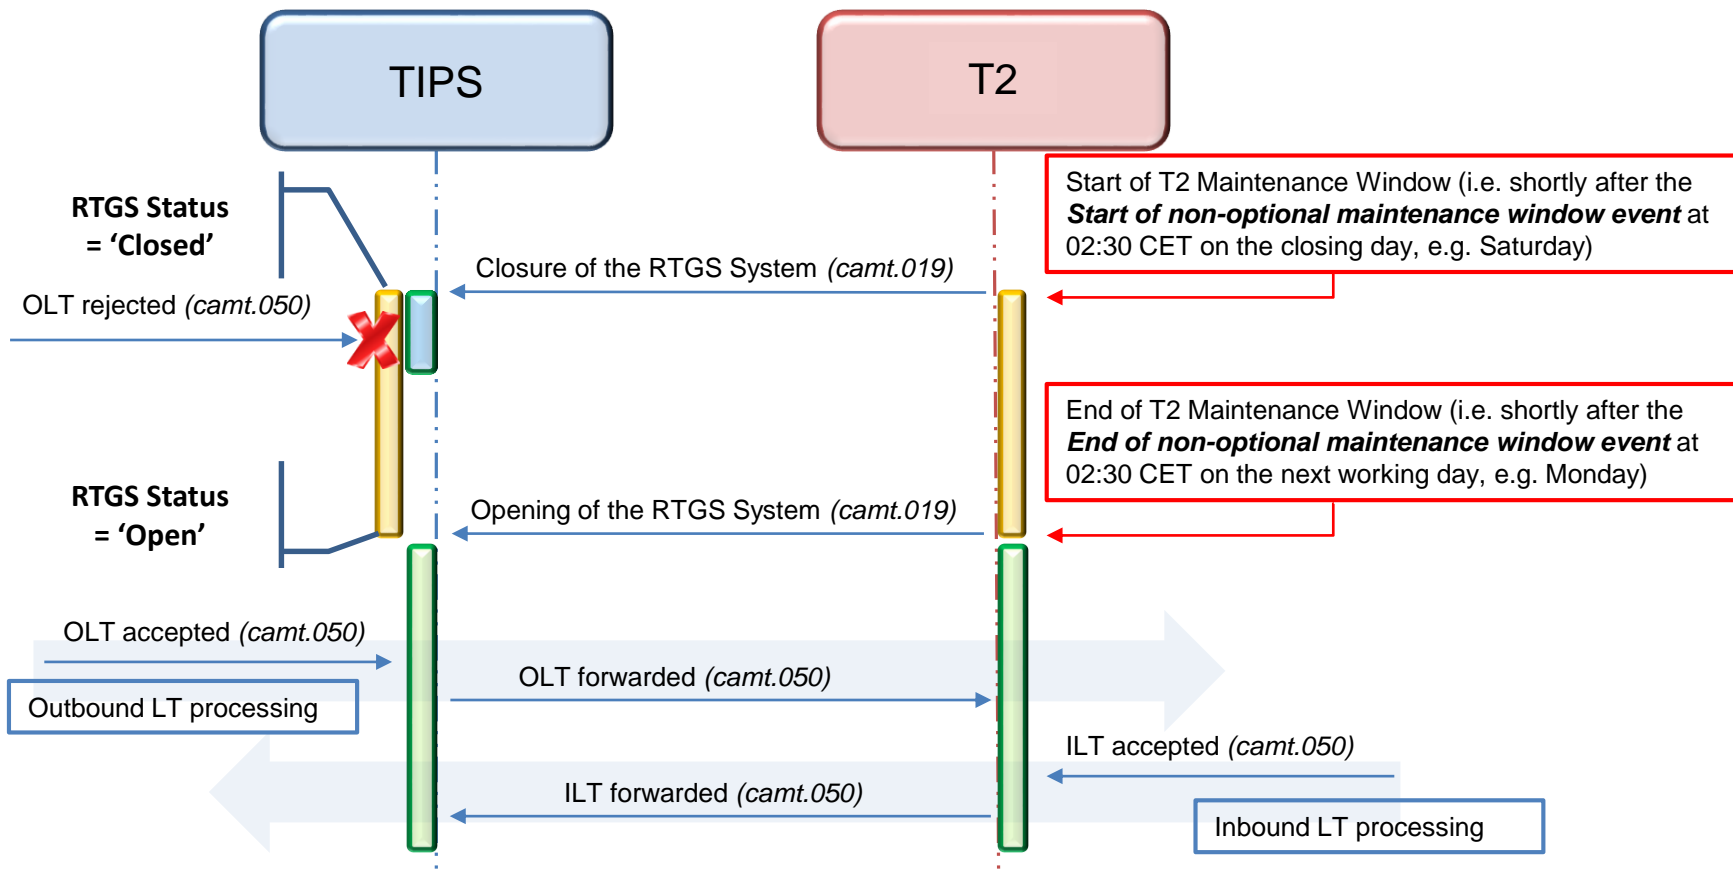 TIPS
T2
Start of T2 Maintenance Window (i.e. shortly after the
Start of non-optional maintenance window event at
02:30 CET on the closing day, e.g. Saturday)
RTGS Status
= ‘Closed’
Closure of the RTGS System (camt.019)
OLT rejected (camt.050)
End of T2 Maintenance Window (i.e. shortly after the
End of non-optional maintenance window event at
02:30 CET on the next working day, e.g. Monday)
RTGS Status
= ‘Open’
Opening of the RTGS System (camt.019)
OLT accepted (camt.050)
OLT forwarded (camt.050)
Outbound LT processing
ILT accepted (camt.050)
ILT forwarded (camt.050)
Inbound LT processing